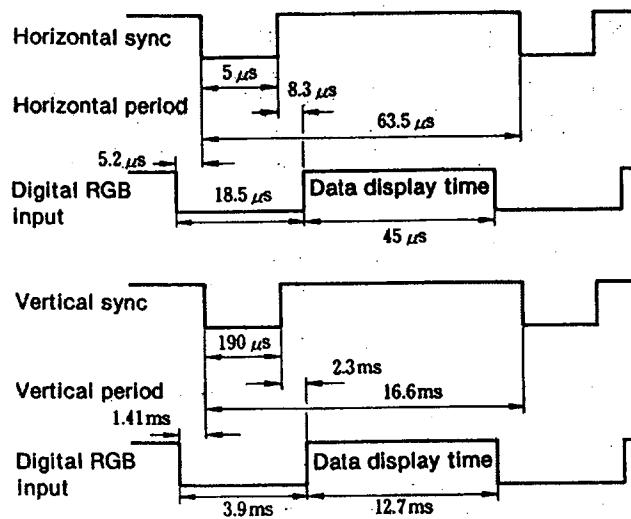 Horizontal sync
5 μs
8.3 μs
Horizontal period
63.5 μs
5.2 μs
Digital RGB input
18.5 μs
Data display time
45 μs
Vertical sync
190 μs
2.3ms
Vertical period
16.6ms
1.41ms
Digital RGB input
Data display time
3.9ms
12.7ms